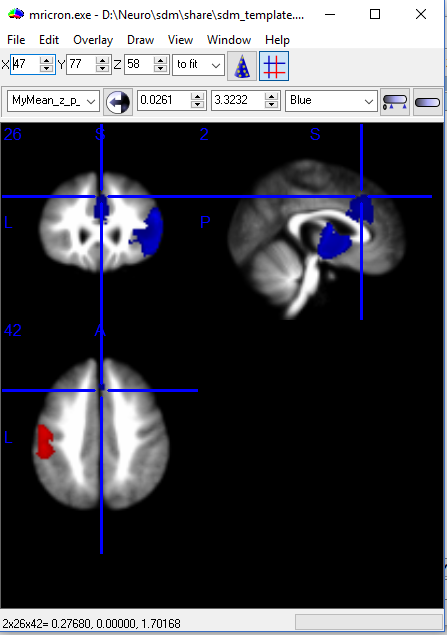 mricron.exe - D:\Neuro\sdm\share\sdm_template....
File Edit Overlay Draw View Window Help
X 47 Y 77 Z 58 to fit
MyMean_z_p_ 0.0261 3.3232 Blue
26 S 2 S
L P
42 A
L
2x26x42= 0.27680, 0.00000, 1.70168